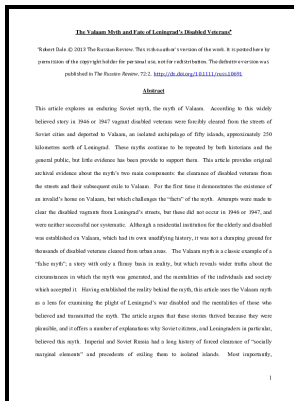 The Valaam Myth and Fate of Leningrad's Disabled Veterans*
"Robert Dale © 2013 The Russian Review. This is the author's version of the work. It is posted here by
permission of the copyright holder for personal use, not for redistribution. The definitive version was
published in The Russian Review, 72:2, http://dx.doi.org/10.1111/russ.10691
Abstract
This article explores an enduring Soviet myth, the myth of Valaam. According to this widely
believed story in 1946 or 1947 vagrant disabled veterans were forcibly cleared from the streets of
Soviet cities and deported to Valaam, an isolated archipelago of fifty islands, approximately 250
kilometres north of Leningrad. These myths continue to be repeated by both historians and the
general public, but little evidence has been provide to support them. This article provides original
archival evidence about the myth's two main components: the clearance of disabled veterans from
the streets and their subsequent exile to Valaam. For the first time it demonstrates the existence of
an invalid's home on Valaam, but which challenges the "facts" of the myth. Attempts were made to
clear the disabled vagrants from Leningrad's streets, but these did not occur in 1946 or 1947, and
were neither successful nor systematic. Although a residential institution for the elderly and disabled
was established on Valaam, which had its own unedifying history, it was not a dumping ground for
thousands of disabled veterans cleared from urban areas. The Valaam myth is a classic example of a
"false myth"; a story with only a flimsy basis in reality, but which reveals wider truths about the
circumstances in which the myth was generated, and the mentalities of the individuals and society
which accepted it. Having established the reality behind the myth, this article uses the Valaam myth
as a lens for examining the plight of Leningrad's war disabled and the mentalities of those who
believed and transmitted the myth. The article argues that these stories thrived because they were
plausible, and it offers a number of explanations why Soviet citizens, and Leningraders in particular,
believed this myth. Imperial and Soviet Russia had a long history of forced clearance of "socially
marginal elements" and precedents of exiling them to isolated islands. Most importantly,
1